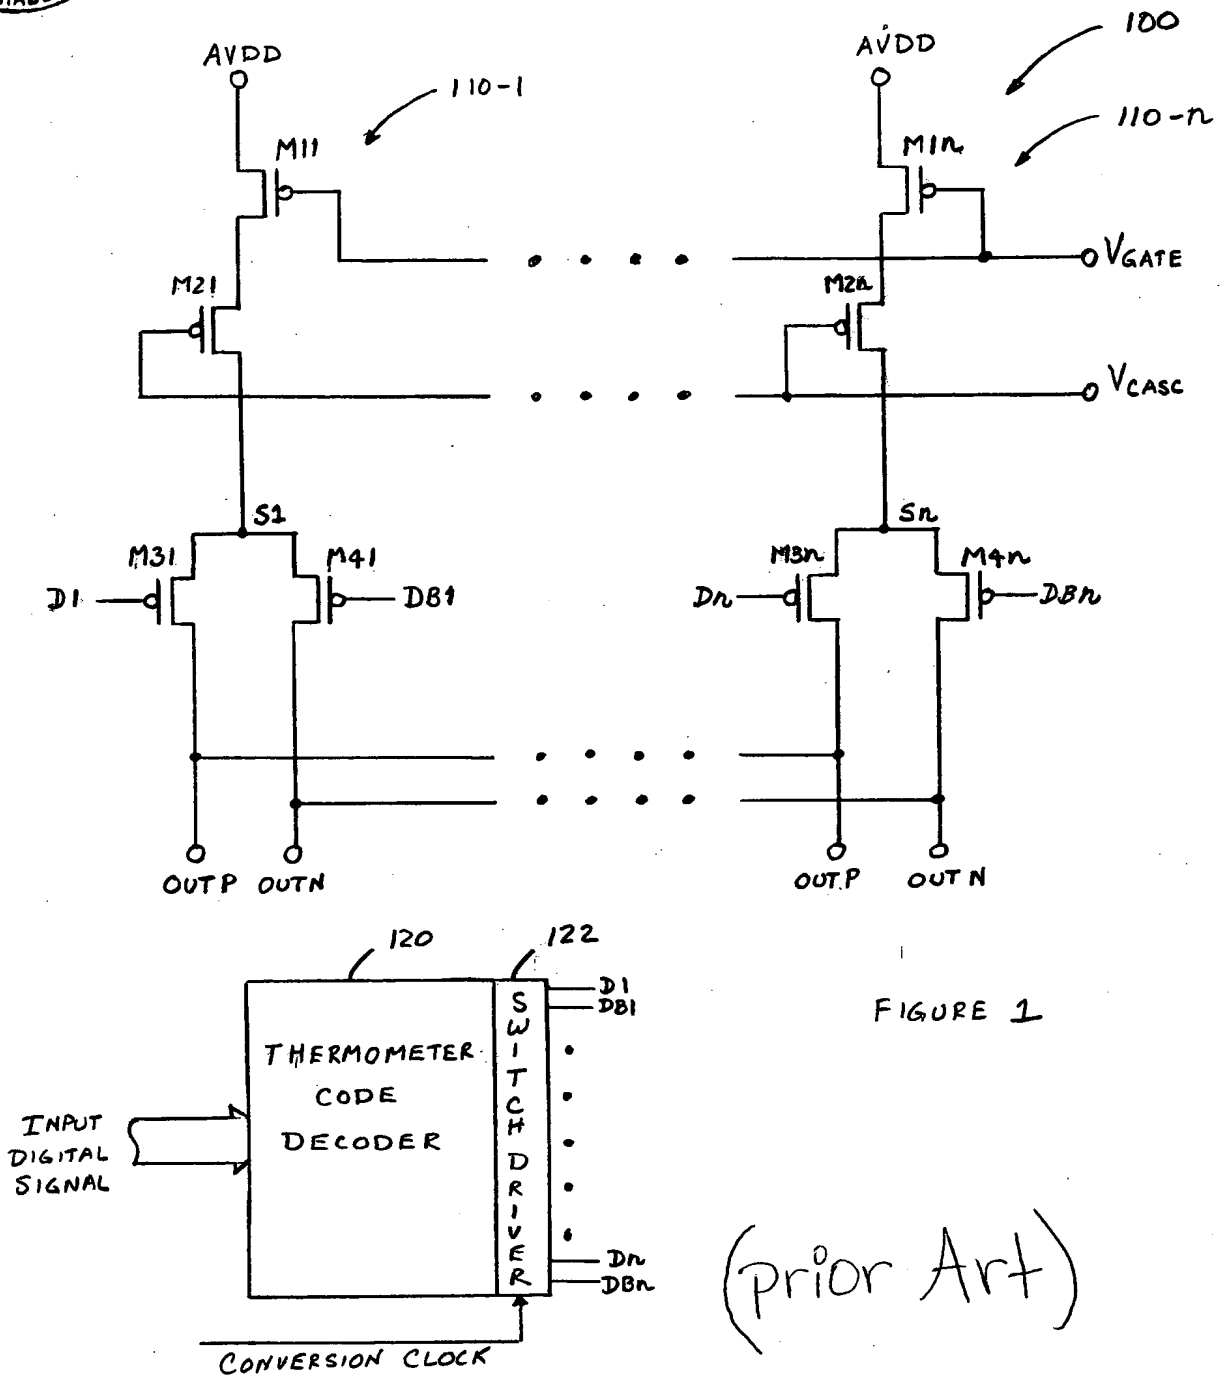 AVDD
AVDD
100
110-1
110-n
M11
M1n
VGATE
M21
M2n
VCASC
S1
Sn
M31
M41
M3n
M4n
D1
DB1
Dn
DBn
OUTP
OUTN
OUTP
OUTN
120
122
D1
DB1
FIGURE 1
THERMOMETER
CODE
DECODER
SWITCH DRIVER
INPUT
DIGITAL
SIGNAL
Dn
DBn
(prior Art)
CONVERSION CLOCK